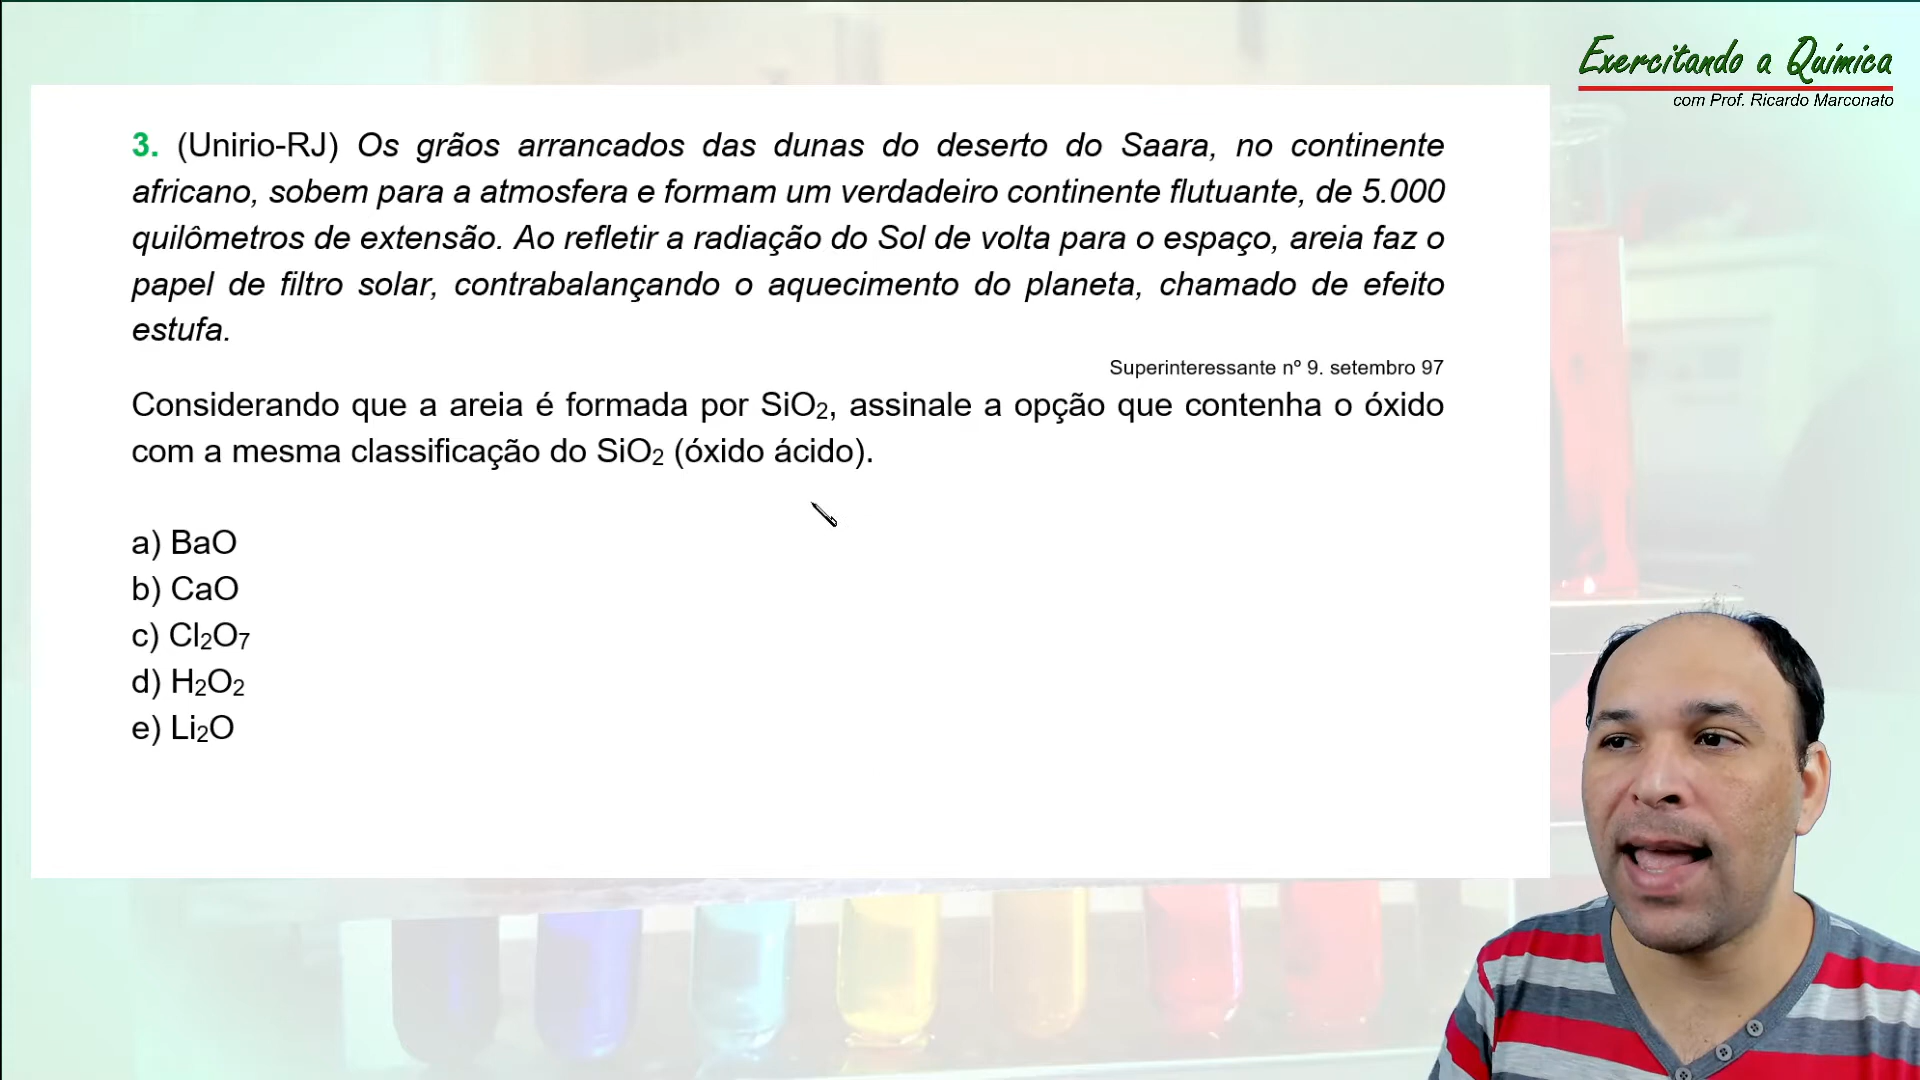 Exercitando a Química
com Prof. Ricardo Marconato
3. (Unirio-RJ) Os grãos arrancados das dunas do deserto do Saara, no continente
africano, sobem para a atmosfera e formam um verdadeiro continente flutuante, de 5.000
quilômetros de extensão. Ao refletir a radiação do Sol de volta para o espaço, areia faz o
papel de filtro solar, contrabalançando o aquecimento do planeta, chamado de efeito
estufa.
Superinteressante nº 9. setembro 97
Considerando que a areia é formada por SiO₂, assinale a opção que contenha o óxido
com a mesma classificação do SiO₂ (óxido ácido).
a) BaO
b) CaO
c) Cl₂O₇
d) H₂O₂
e) Li₂O